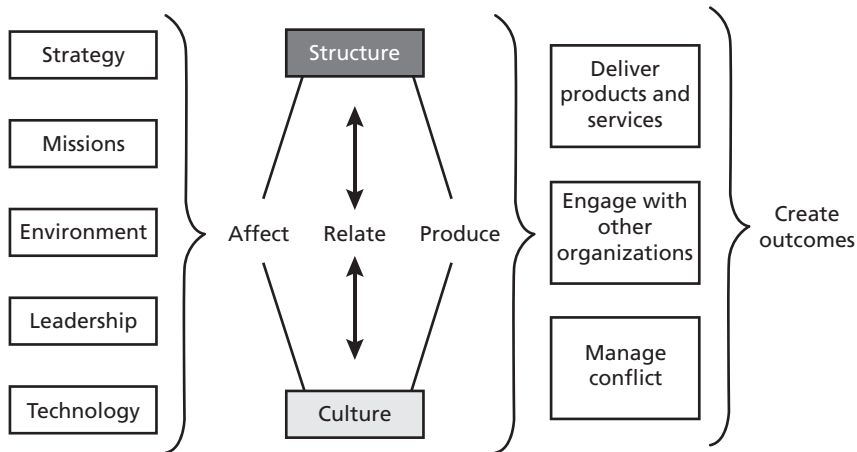 Strategy
Missions
Environment
Leadership
Technology
Structure
Affect
Relate
Produce
Culture
Deliver
products and
services
Engage with
other
organizations
Manage
conflict
Create
outcomes